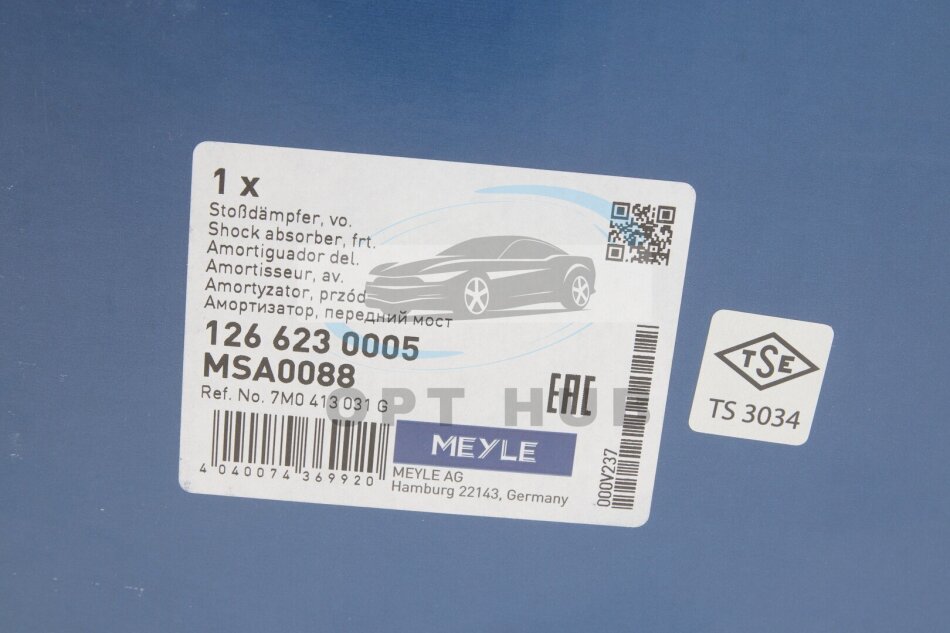 1 x
Stoßdämpfer, vo.
Shock absorber, frt.
Amortiguador del.
Amortisseur, av.
Amortyzator, przód
Амортизатор, передний мост
126 623 0005
MSA0088
Ref. No. 7M0 413 031 G
EAC
OPT HUB
MEYLE
4 040074 369920
MEYLE AG
Hamburg 22143, Germany
000V237
TSE
TS 3034